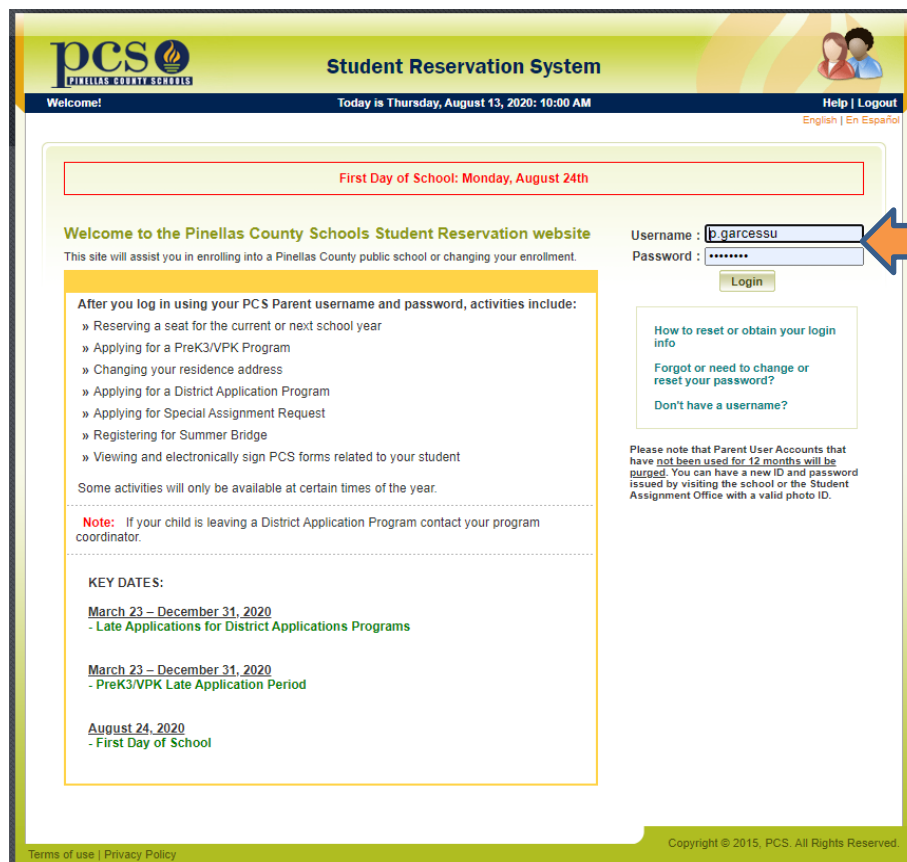 pcs
PINELLAS COUNTY SCHOOLS
Student Reservation System
Welcome!
Today is Thursday, August 13, 2020: 10:00 AM
Help | Logout
English | En Español
First Day of School: Monday, August 24th
Welcome to the Pinellas County Schools Student Reservation website
This site will assist you in enrolling into a Pinellas County public school or changing your enrollment.
After you log in using your PCS Parent username and password, activities include:
» Reserving a seat for the current or next school year
» Applying for a PreK3/VPK Program
» Changing your residence address
» Applying for a District Application Program
» Applying for Special Assignment Request
» Registering for Summer Bridge
» Viewing and electronically sign PCS forms related to your student
Some activities will only be available at certain times of the year.
Note: If your child is leaving a District Application Program contact your program
coordinator.
KEY DATES:
March 23 – December 31, 2020
- Late Applications for District Applications Programs
March 23 – December 31, 2020
- PreK3/VPK Late Application Period
August 24, 2020
- First Day of School
Username : p.garcessu
Password : ••••••••
Login
How to reset or obtain your login
info
Forgot or need to change or
reset your password?
Don't have a username?
Please note that Parent User Accounts that
have not been used for 12 months will be
purged. You can have a new ID and password
issued by visiting the school or the Student
Assignment Office with a valid photo ID.
Copyright © 2015, PCS. All Rights Reserved.
Terms of use | Privacy Policy